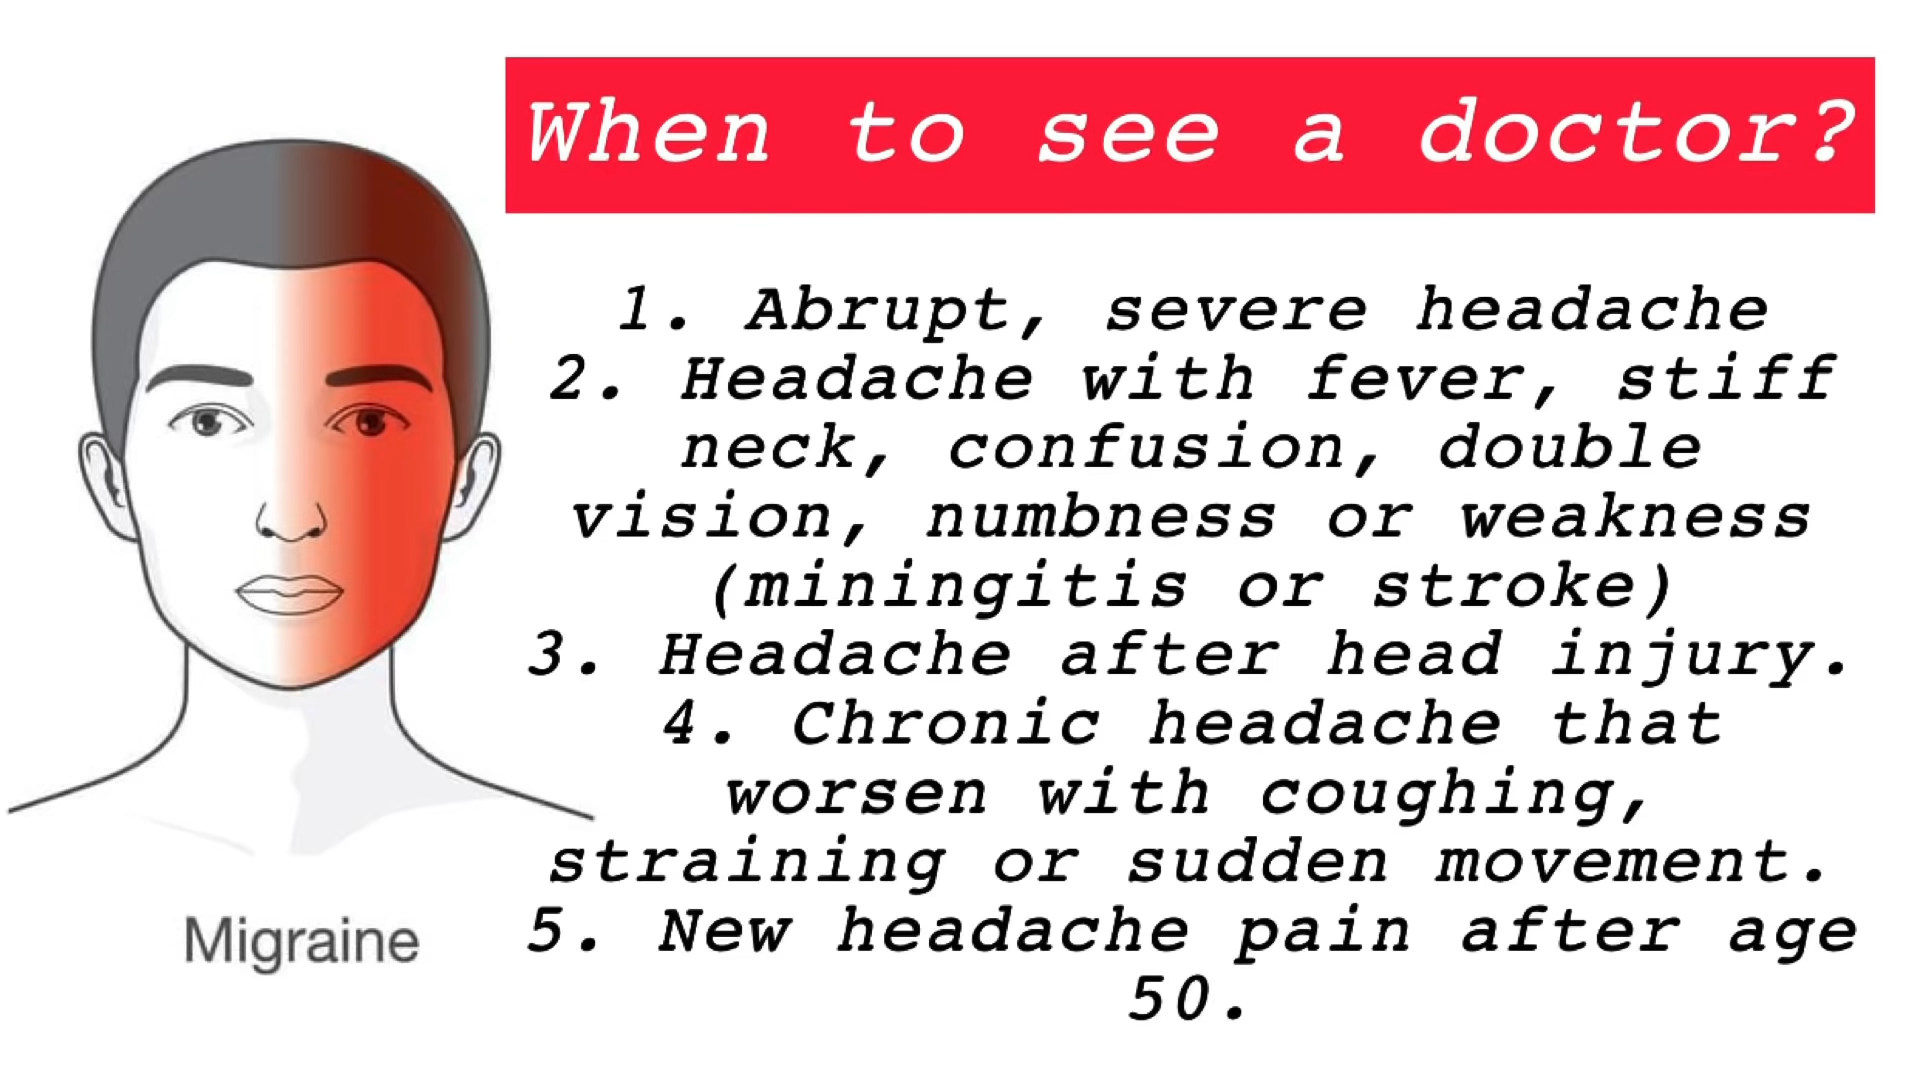 When to see a doctor?
1. Abrupt, severe headache
2. Headache with fever, stiff
neck, confusion, double
vision, numbness or weakness
(miningitis or stroke)
3. Headache after head injury.
4. Chronic headache that
worsen with coughing,
straining or sudden movement.
5. New headache pain after age
50.
Migraine